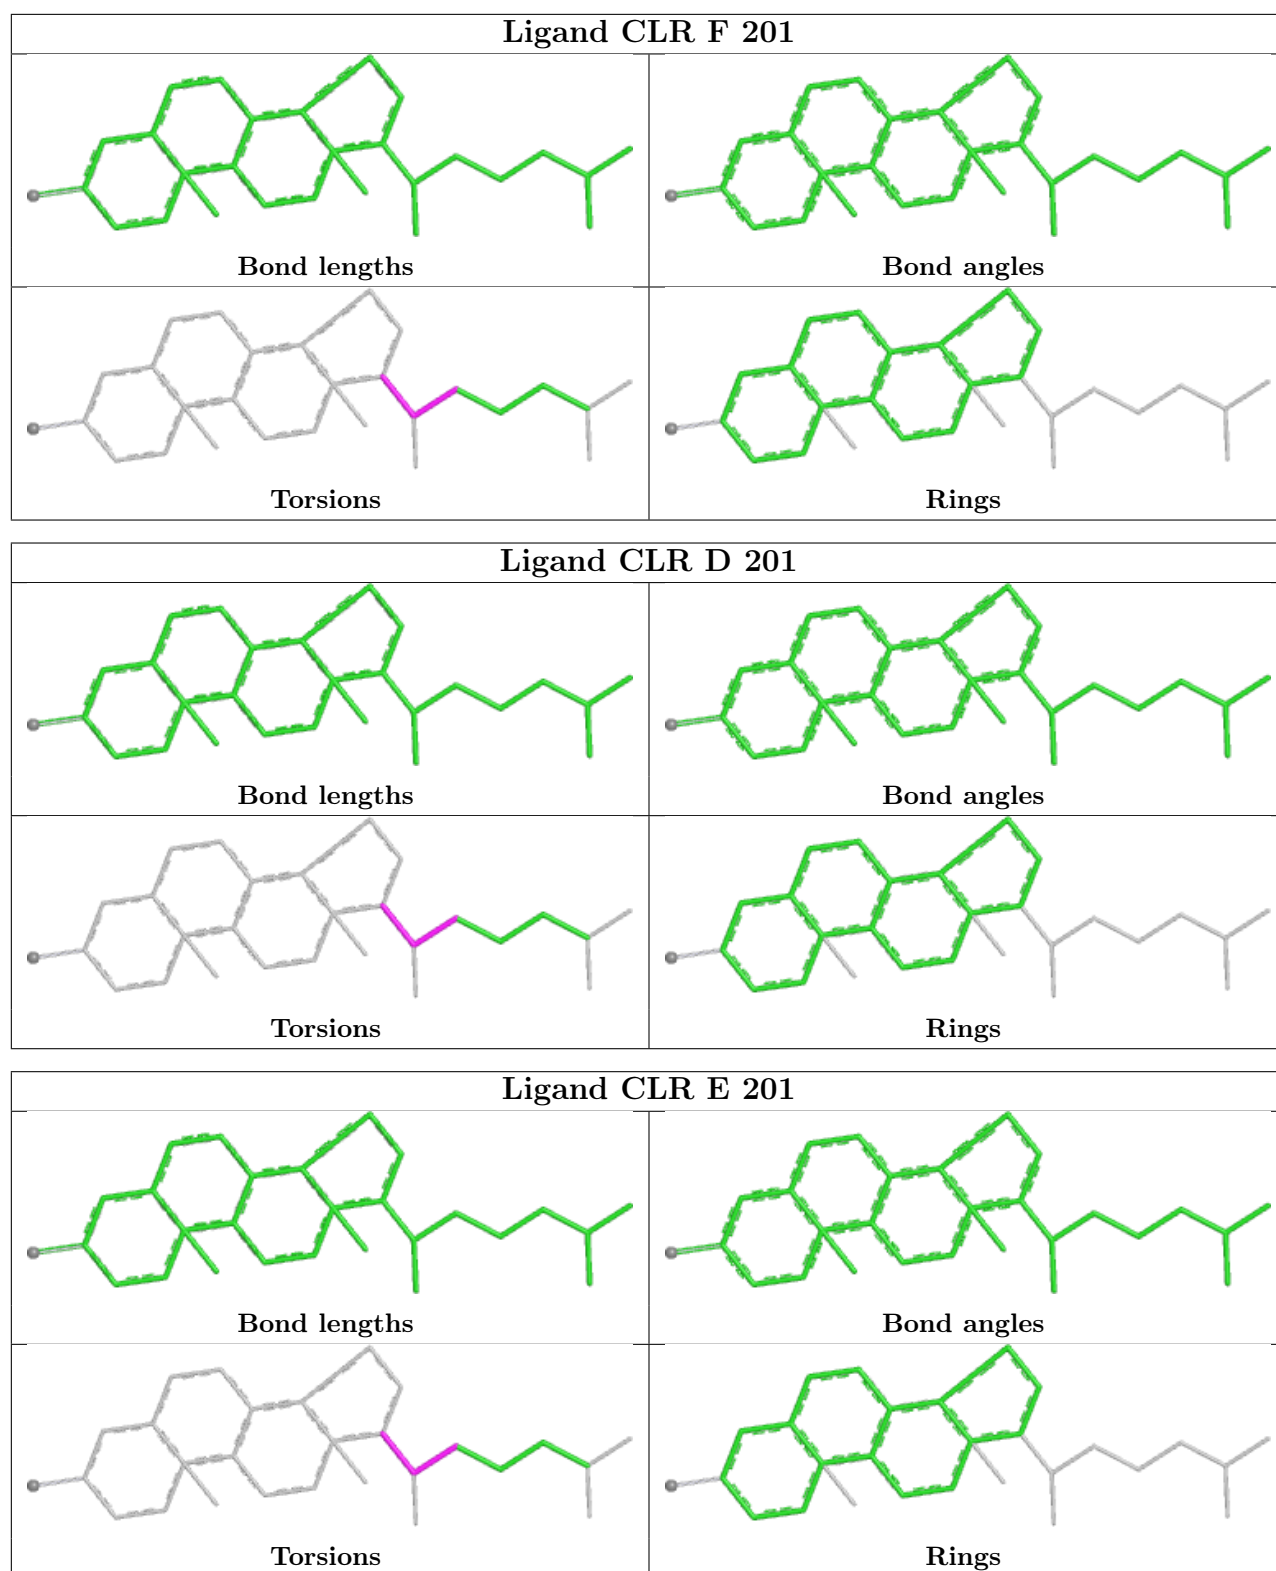 Ligand CLR F 201
Bond lengths
Bond angles
Torsions
Rings
Ligand CLR D 201
Bond lengths
Bond angles
Torsions
Rings
Ligand CLR E 201
Bond lengths
Bond angles
Torsions
Rings